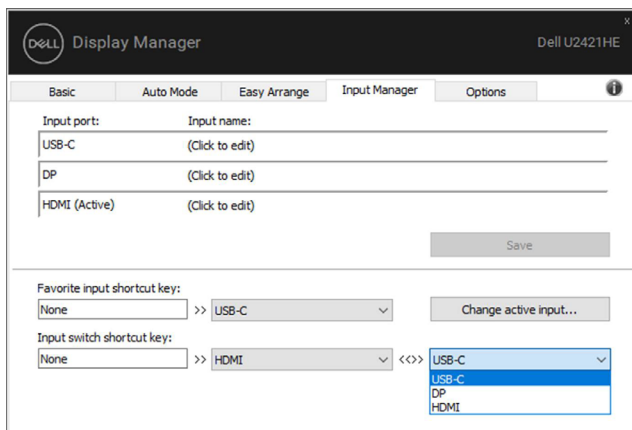 x
DELL Display Manager Dell U2421HE
Basic Auto Mode Easy Arrange Input Manager Options i
Input port: Input name:
USB-C (Click to edit)
DP (Click to edit)
HDMI (Active) (Click to edit)
Save
Favorite input shortcut key:
None >> USB-C Change active input...
Input switch shortcut key:
None >> HDMI <<>> USB-C
USB-C
DP
HDMI